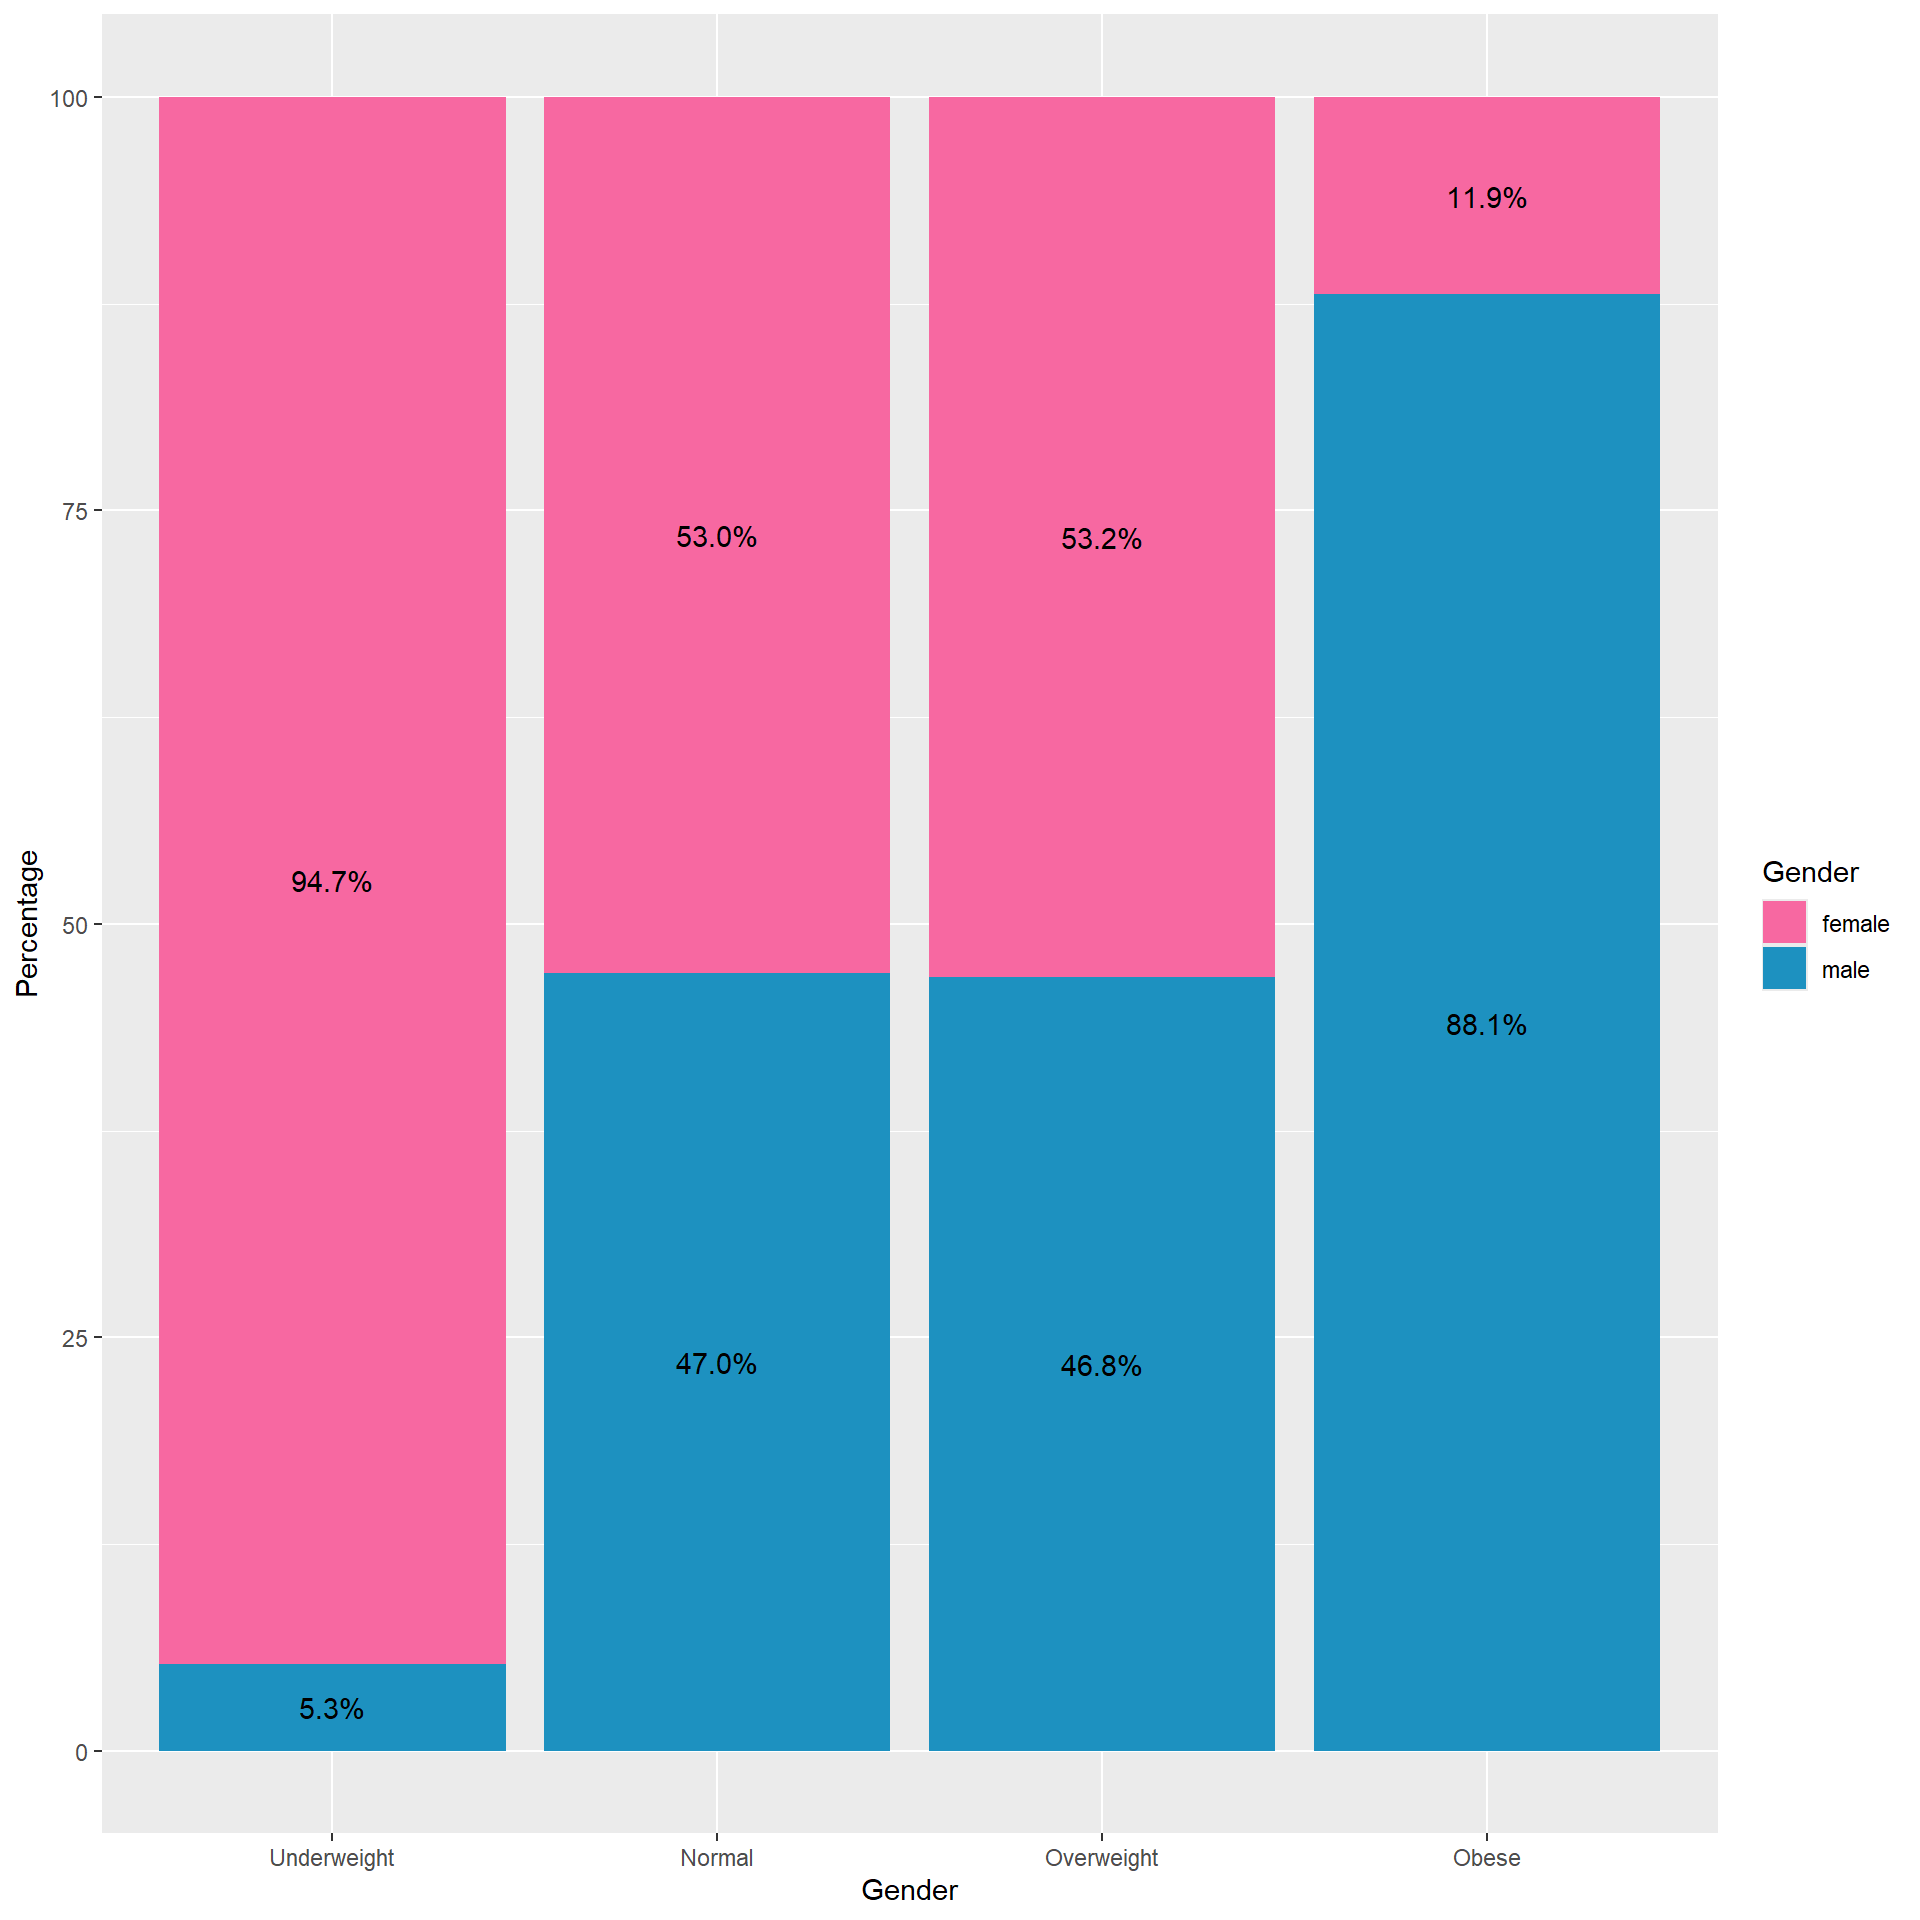 100
75
50
25
0
Percentage
11.9%
53.0%
53.2%
94.7%
88.1%
47.0%
46.8%
5.3%
Underweight Normal Overweight Obese
Gender
Gender
female
male